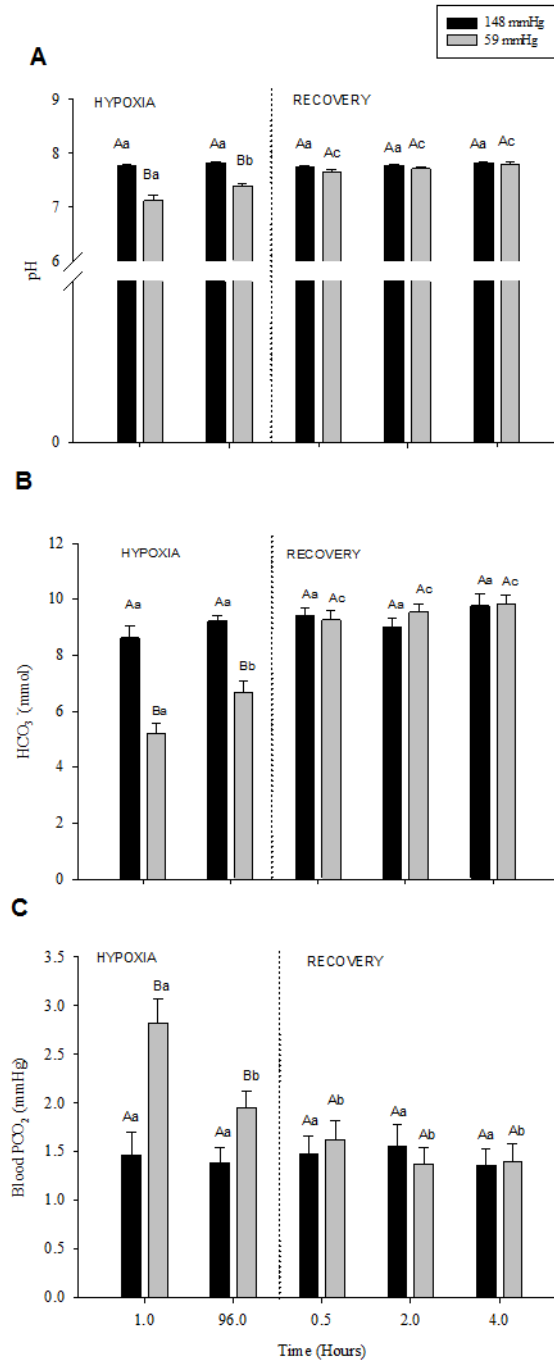 148 mmHg
59 mmHg
A
HYPOXIA
RECOVERY
9
8
7
6
0
pH
Aa
Ba
Aa
Bb
Aa
Ac
Aa
Ac
Aa
Ac
B
HYPOXIA
RECOVERY
12
10
8
6
4
2
0
HCO₃⁻(mmol)
Aa
Ba
Aa
Bb
Aa
Ac
Aa
Ac
Aa
Ac
C
HYPOXIA
RECOVERY
3.5
3.0
2.5
2.0
1.5
1.0
0.5
0.0
Blood PCO₂ (mmHg)
Aa
Ba
Aa
Bb
Aa
Ab
Aa
Ab
Aa
Ab
1.0 96.0 0.5 2.0 4.0
Time (Hours)